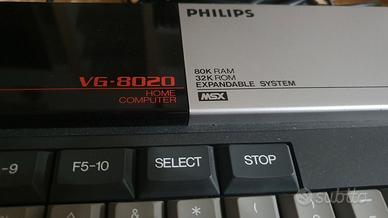 PHILIPS
VG-8020
HOME
COMPUTER
80K RAM
32K ROM
EXPANDABLE SYSTEM
MSX
-9
F5-10
SELECT
STOP
subito